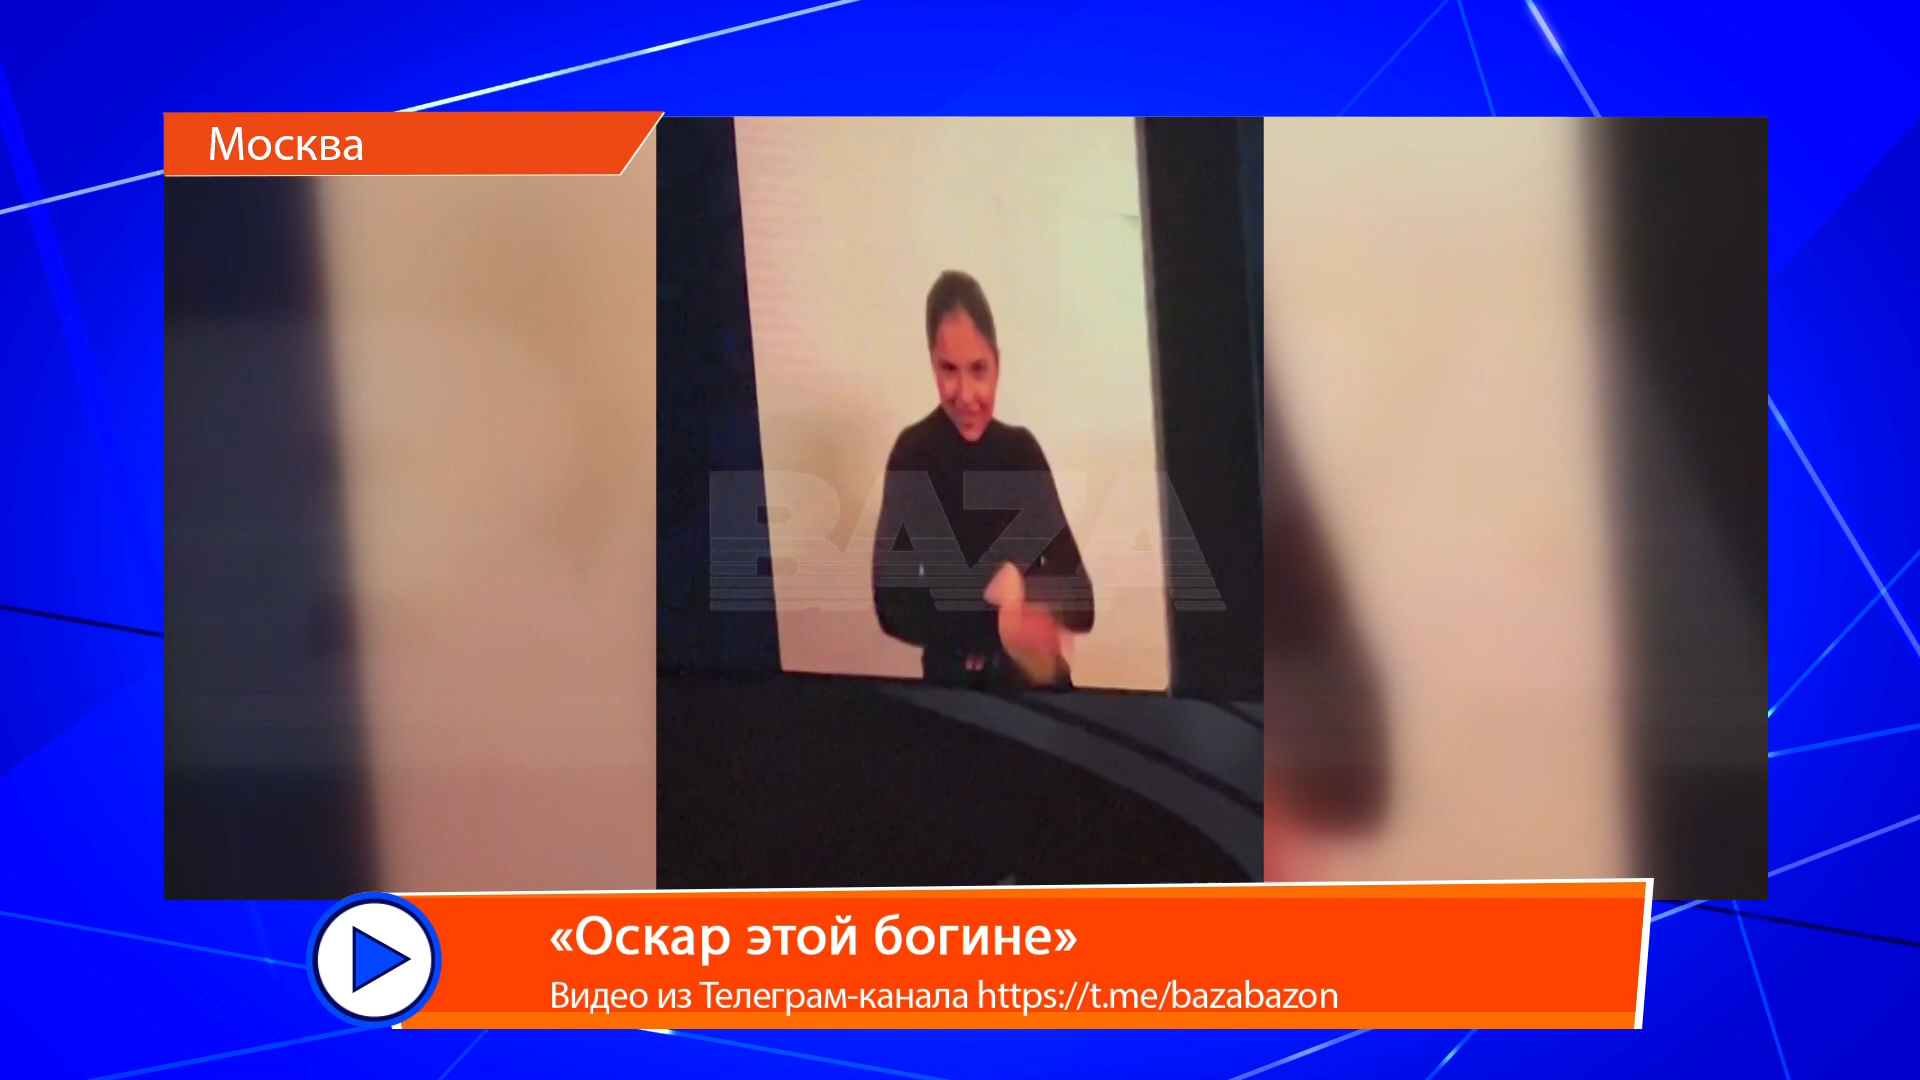 Москва
BAZA
«Оскар этой богине»
Видео из Телеграм-канала https://t.me/bazabazon